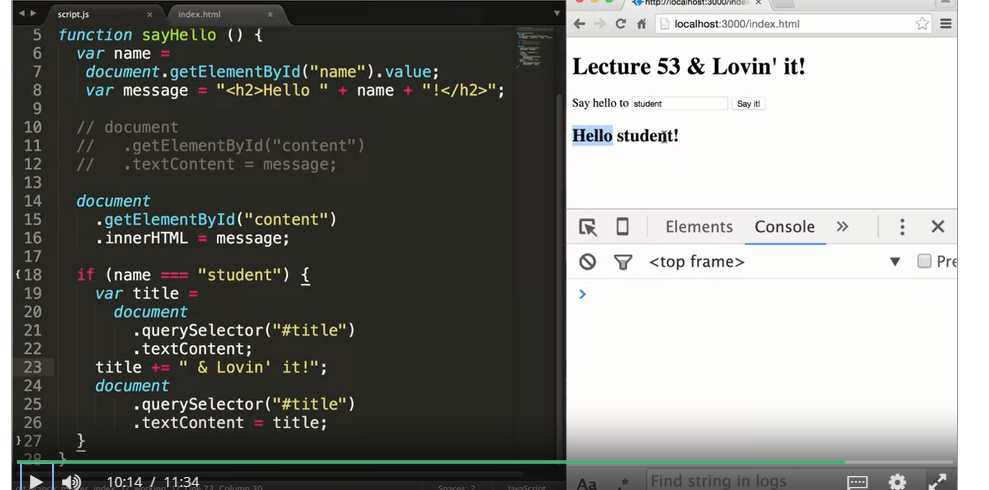 script.js × index.html ×
5 function sayHello () {
6 var name =
7 document.getElementById("name").value;
8 var message = "<h2>Hello " + name + "!</h2>";
9
10 // document
11 // .getElementById("content")
12 // .textContent = message;
13
14 document
15 .getElementById("content")
16 .innerHTML = message;
17
18 if (name === "student") {
19 var title =
20 document
21 .querySelector("#title")
22 .textContent;
23 title += " & Lovin' it!";
24 document
25 .querySelector("#title")
26 .textContent = title;
27 }
28 }
10:14 / 11:34
localhost:3000/index.html
Lecture 53 & Lovin' it!
Say hello to student Say it!
Hello student!
Elements Console »
<top frame> Pre
Aa .* Find string in logs